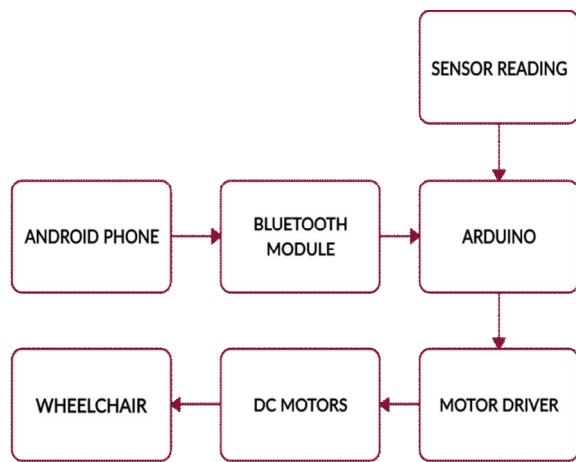 SENSOR READING
ANDROID PHONE
BLUETOOTH
MODULE
ARDUINO
WHEELCHAIR
DC MOTORS
MOTOR DRIVER